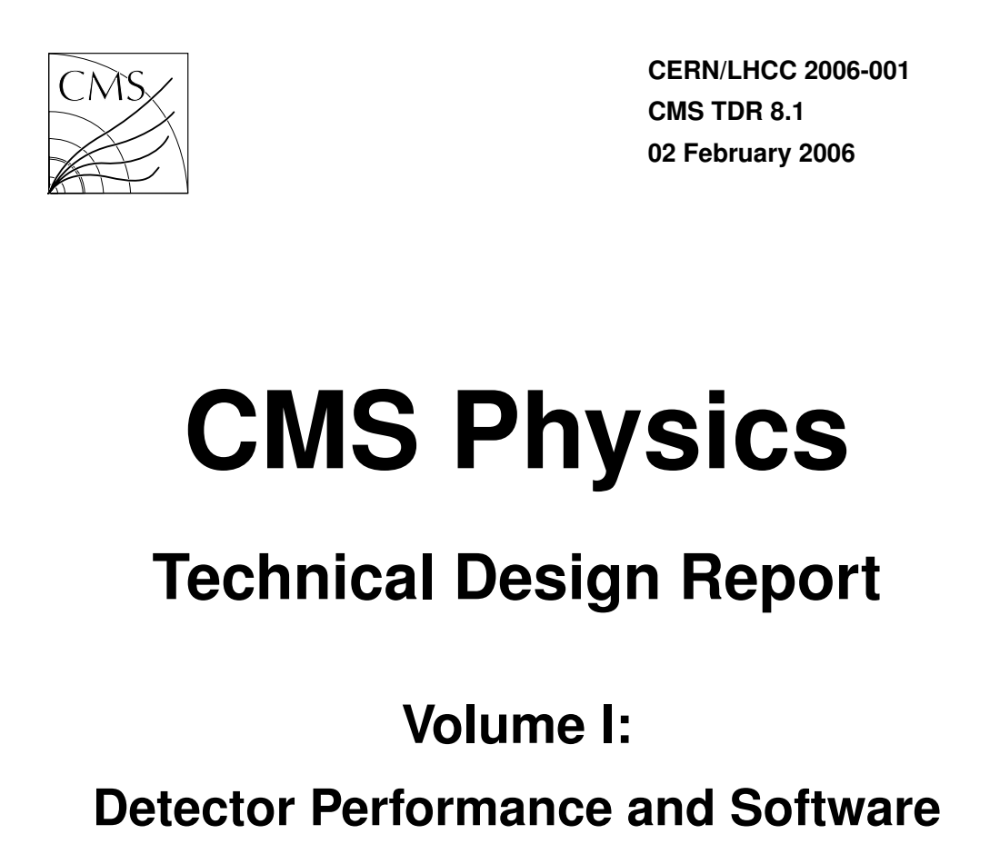 CMS
CERN/LHCC 2006-001
CMS TDR 8.1
02 February 2006
CMS Physics
Technical Design Report
Volume I:
Detector Performance and Software